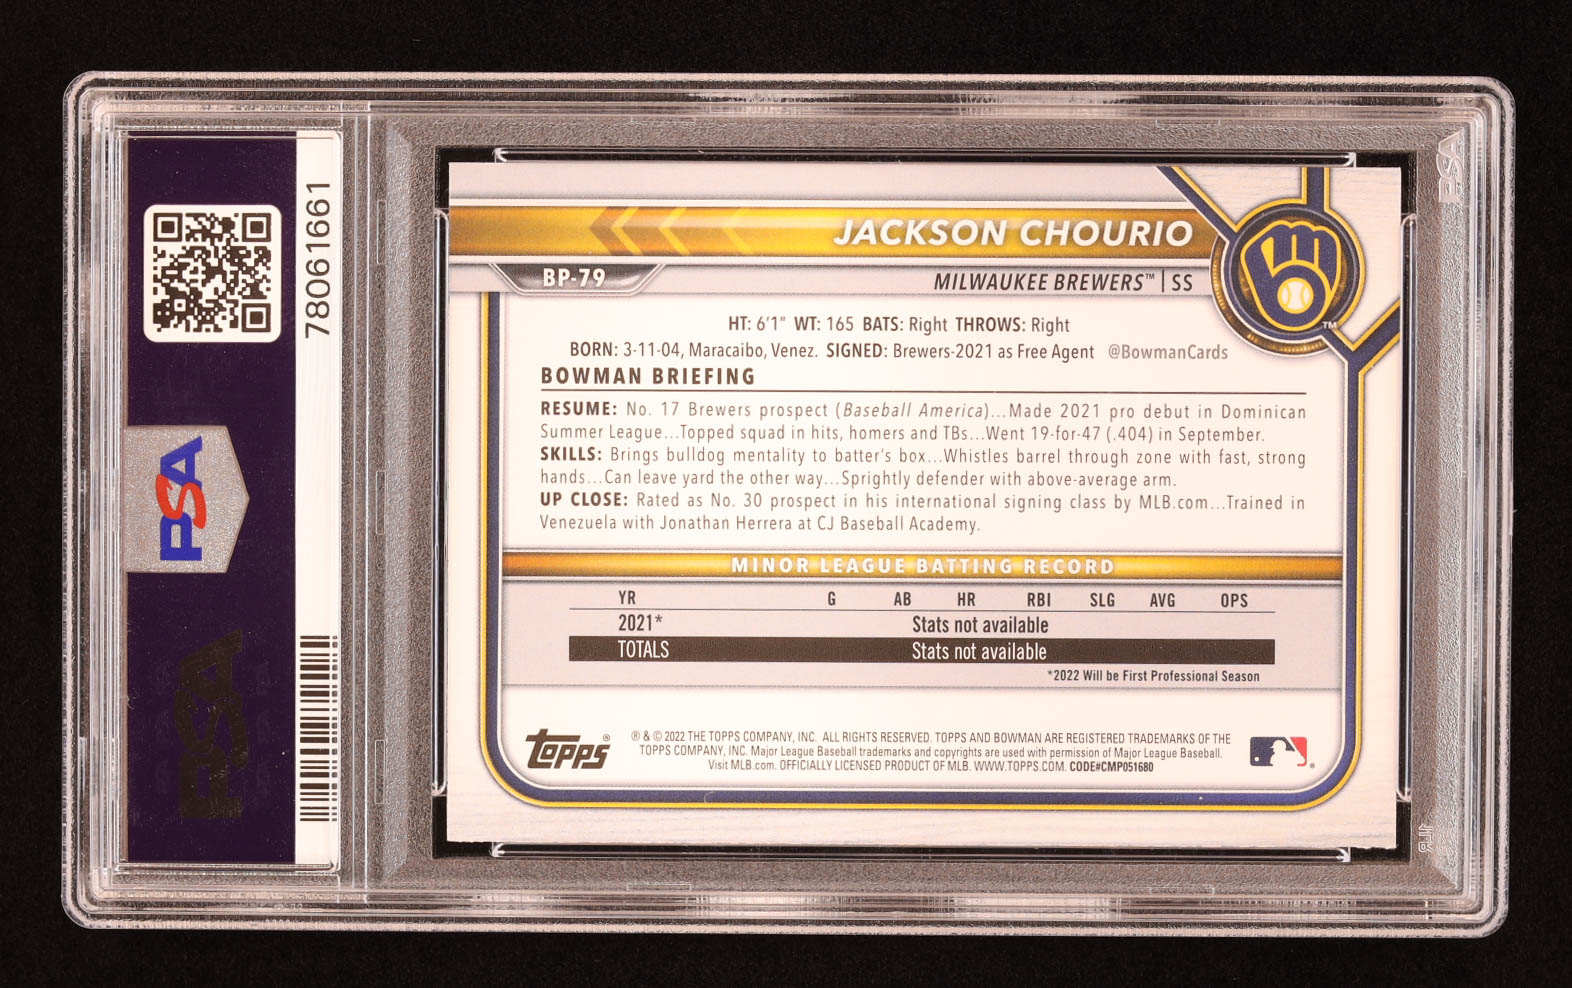 JACKSON CHOURIO
BP-79
MILWAUKEE BREWERS™ | SS
TM
HT: 6'1" WT: 165 BATS: Right THROWS: Right
BORN: 3-11-04, Maracaibo, Venez. SIGNED: Brewers-2021 as Free Agent @BowmanCards
BOWMAN BRIEFING
RESUME: No. 17 Brewers prospect (Baseball America)...Made 2021 pro debut in Dominican
Summer League...Topped squad in hits, homers and TBs...Went 19-for-47 (.404) in September.
SKILLS: Brings bulldog mentality to batter's box...Whistles barrel through zone with fast, strong
hands...Can leave yard the other way...Sprightly defender with above-average arm.
UP CLOSE: Rated as No. 30 prospect in his international signing class by MLB.com...Trained in
Venezuela with Jonathan Herrera at CJ Baseball Academy.
MINOR LEAGUE BATTING RECORD
YR G AB HR RBI SLG AVG OPS
2021* Stats not available
TOTALS Stats not available
*2022 Will be First Professional Season
Topps®
® & © 2022 THE TOPPS COMPANY, INC. ALL RIGHTS RESERVED. TOPPS AND BOWMAN ARE REGISTERED TRADEMARKS OF THE
TOPPS COMPANY, INC. Major League Baseball trademarks and copyrights are used with permission of Major League Baseball.
Visit MLB.com. OFFICIALLY LICENSED PRODUCT OF MLB. WWW.TOPPS.COM. CODE#CMP051680
78061661
PSA
PSA
PSA